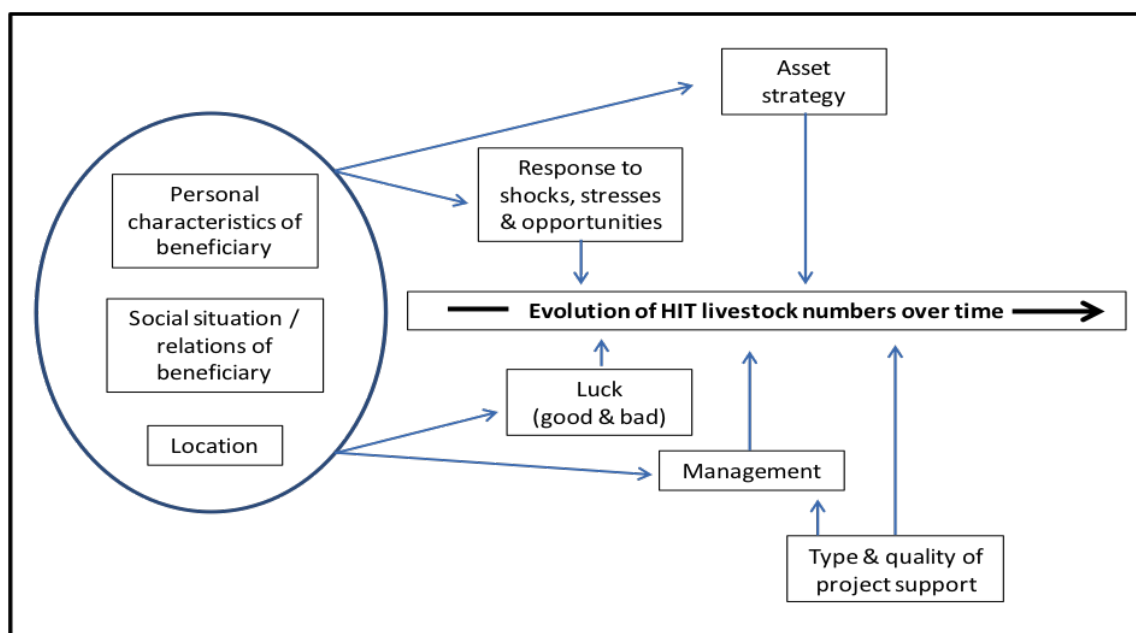 Asset
strategy
Response to
shocks, stresses
& opportunities
Personal
characteristics of
beneficiary
Evolution of HIT livestock numbers over time
Social situation /
relations of
beneficiary
Luck
(good & bad)
Location
Management
Type & quality of
project support